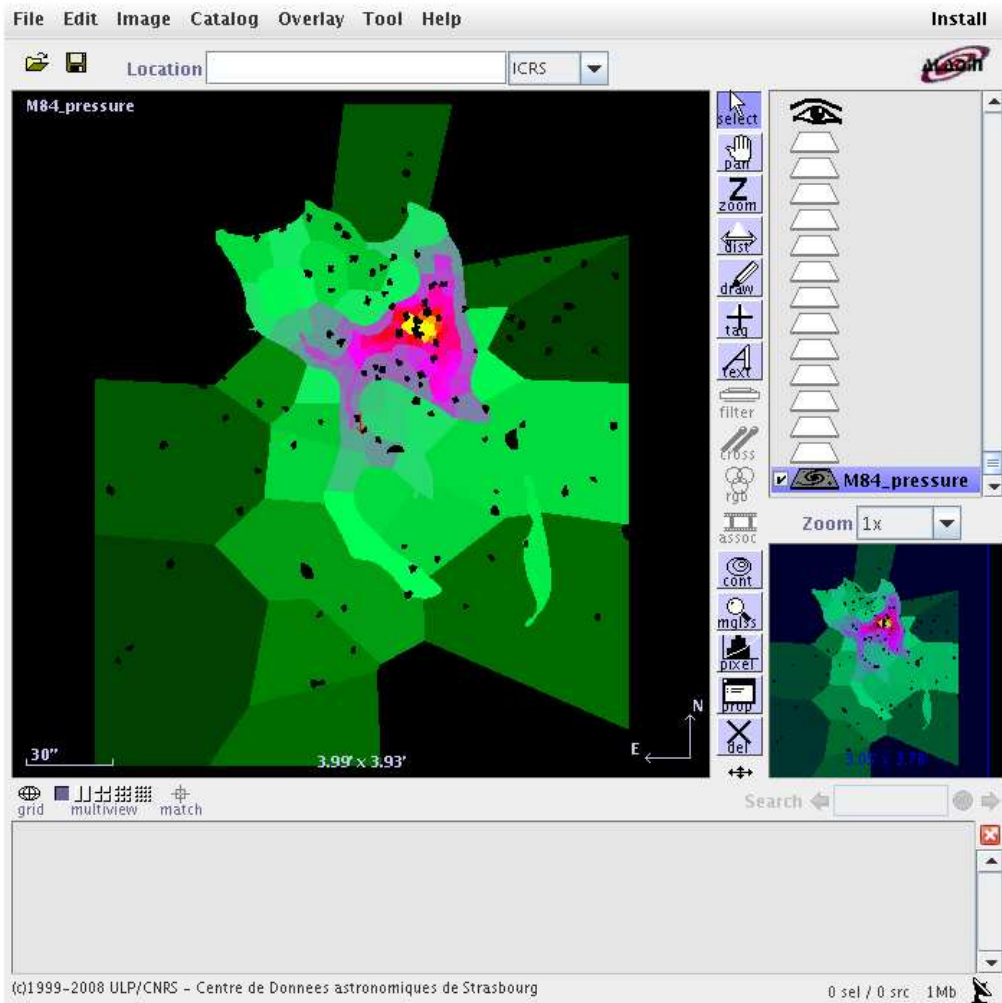 File Edit Image Catalog Overlay Tool Help Install
Location ICRS
Aladin
M84_pressure
select
pan
Z
zoom
dist
draw
tag
A
text
filter
cross
rgb
assoc
cont
mglss
pixel
prop
del
M84_pressure
Zoom 1x
30"
3.99' x 3.93'
N
E
grid multiview match
Search
(c)1999-2008 ULP/CNRS - Centre de Donnees astronomiques de Strasbourg
0 sel / 0 src 1Mb